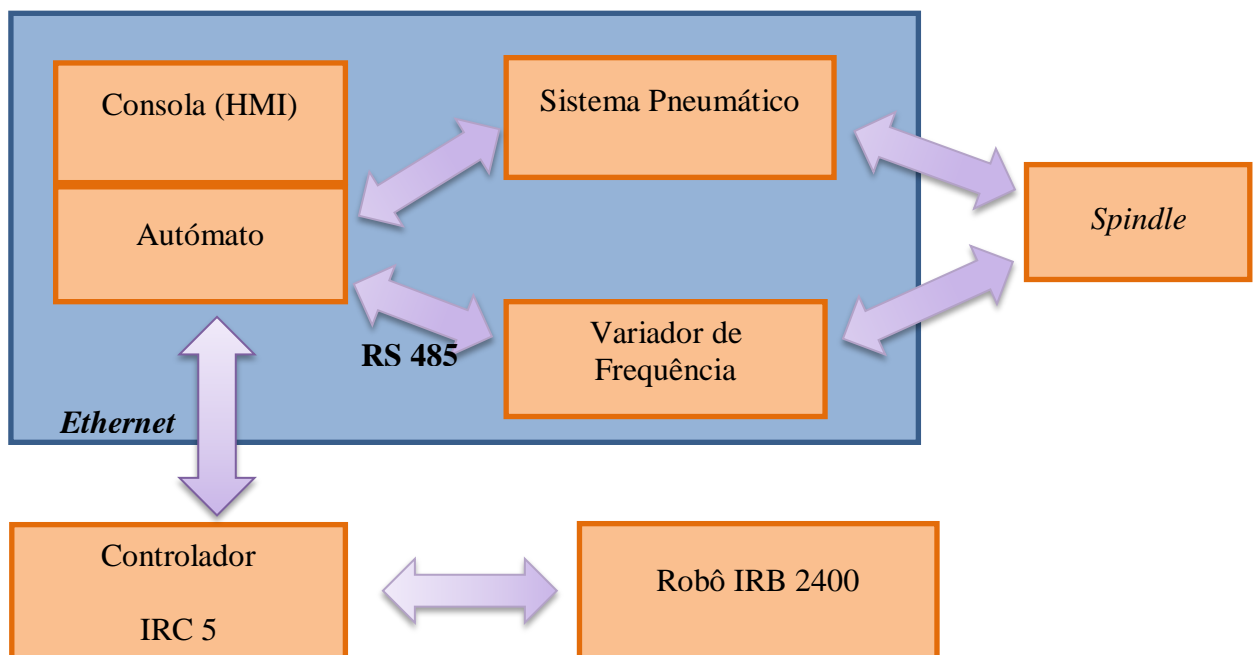 Consola (HMI)
Autómato
Sistema Pneumático
Spindle
RS 485
Variador de
Frequência
Ethernet
Controlador
IRC 5
Robô IRB 2400